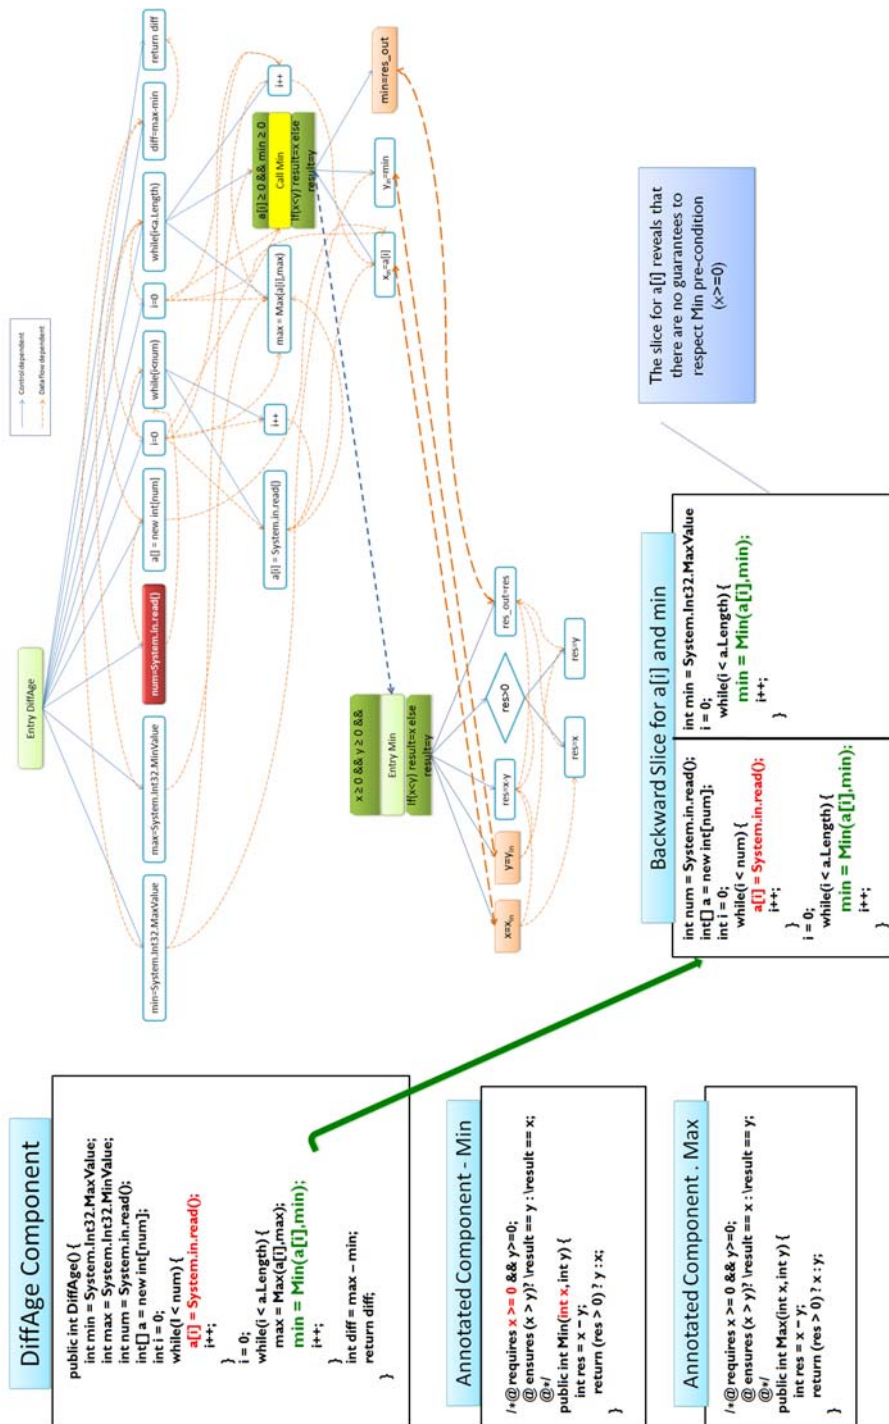 DiffAge Component
public int DiffAge() {
int min = System.Int32.MaxValue;
int max = System.Int32.MinValue;
int num = System.in.read();
int[] a = new int[num];
int i = 0;
while(I < num) {
a[i] = System.in.read();
i++;
}
i = 0;
while(i < a.Length) {
max = Max(a[i],max);
min = Min(a[i],min);
i++;
}
int diff = max – min;
return diff;
}
Annotated Component - Min
/*@ requires x >= 0 && y>=0;
@ ensures (x > y)? \result == y : \result == x;
@*/
public int Min(int x, int y) {
int res = x – y;
return (res > 0) ? y : x;
}
Annotated Component . Max
/*@ requires x >=0 && y>=0;
@ ensures (x > y)? \result == x : \result == y;
@*/
public int Max(int x, int y) {
int res = x – y;
return (res > 0) ? x : y;
}
Control dependent
Data flow dependent
Entry DiffAge
min=System.Int32.MaxValue
max=System.Int32.MinValue
num=System.in.read()
a[] = new int[num]
i=0
while(i<num)
i=0
while(i<a.Length)
diff=max-min
return diff
a[i] = System.in.read()
i++
max = Max(a[i],max)
a[i] ≥ 0 && min ≥ 0
Call Min
If(x<y) result=x else
result=y
i++
xin=a[i]
yin=min
min=res_out
x ≥ 0 && y ≥ 0 &&
Entry Min
If(x<y) result=x else
result=y
x=xin
y=yin
res=x-y
res>0
res_out=res
res=x
res=y
Backward Slice for a[i] and min
int num = System.in.read();
int[] a = new int[num];
int i = 0;
while(i < num) {
a[i] = System.in.read();
i++;
}
i = 0;
while(i < a.Length) {
min = Min(a[i],min);
i++;
}
int min = System.Int32.MaxValue
i = 0;
while(i < a.Length) {
min = Min(a[i],min);
i++;
}
The slice for a[i] reveals that
there are no guarantees to
respect Min pre-condition
(x>=0)